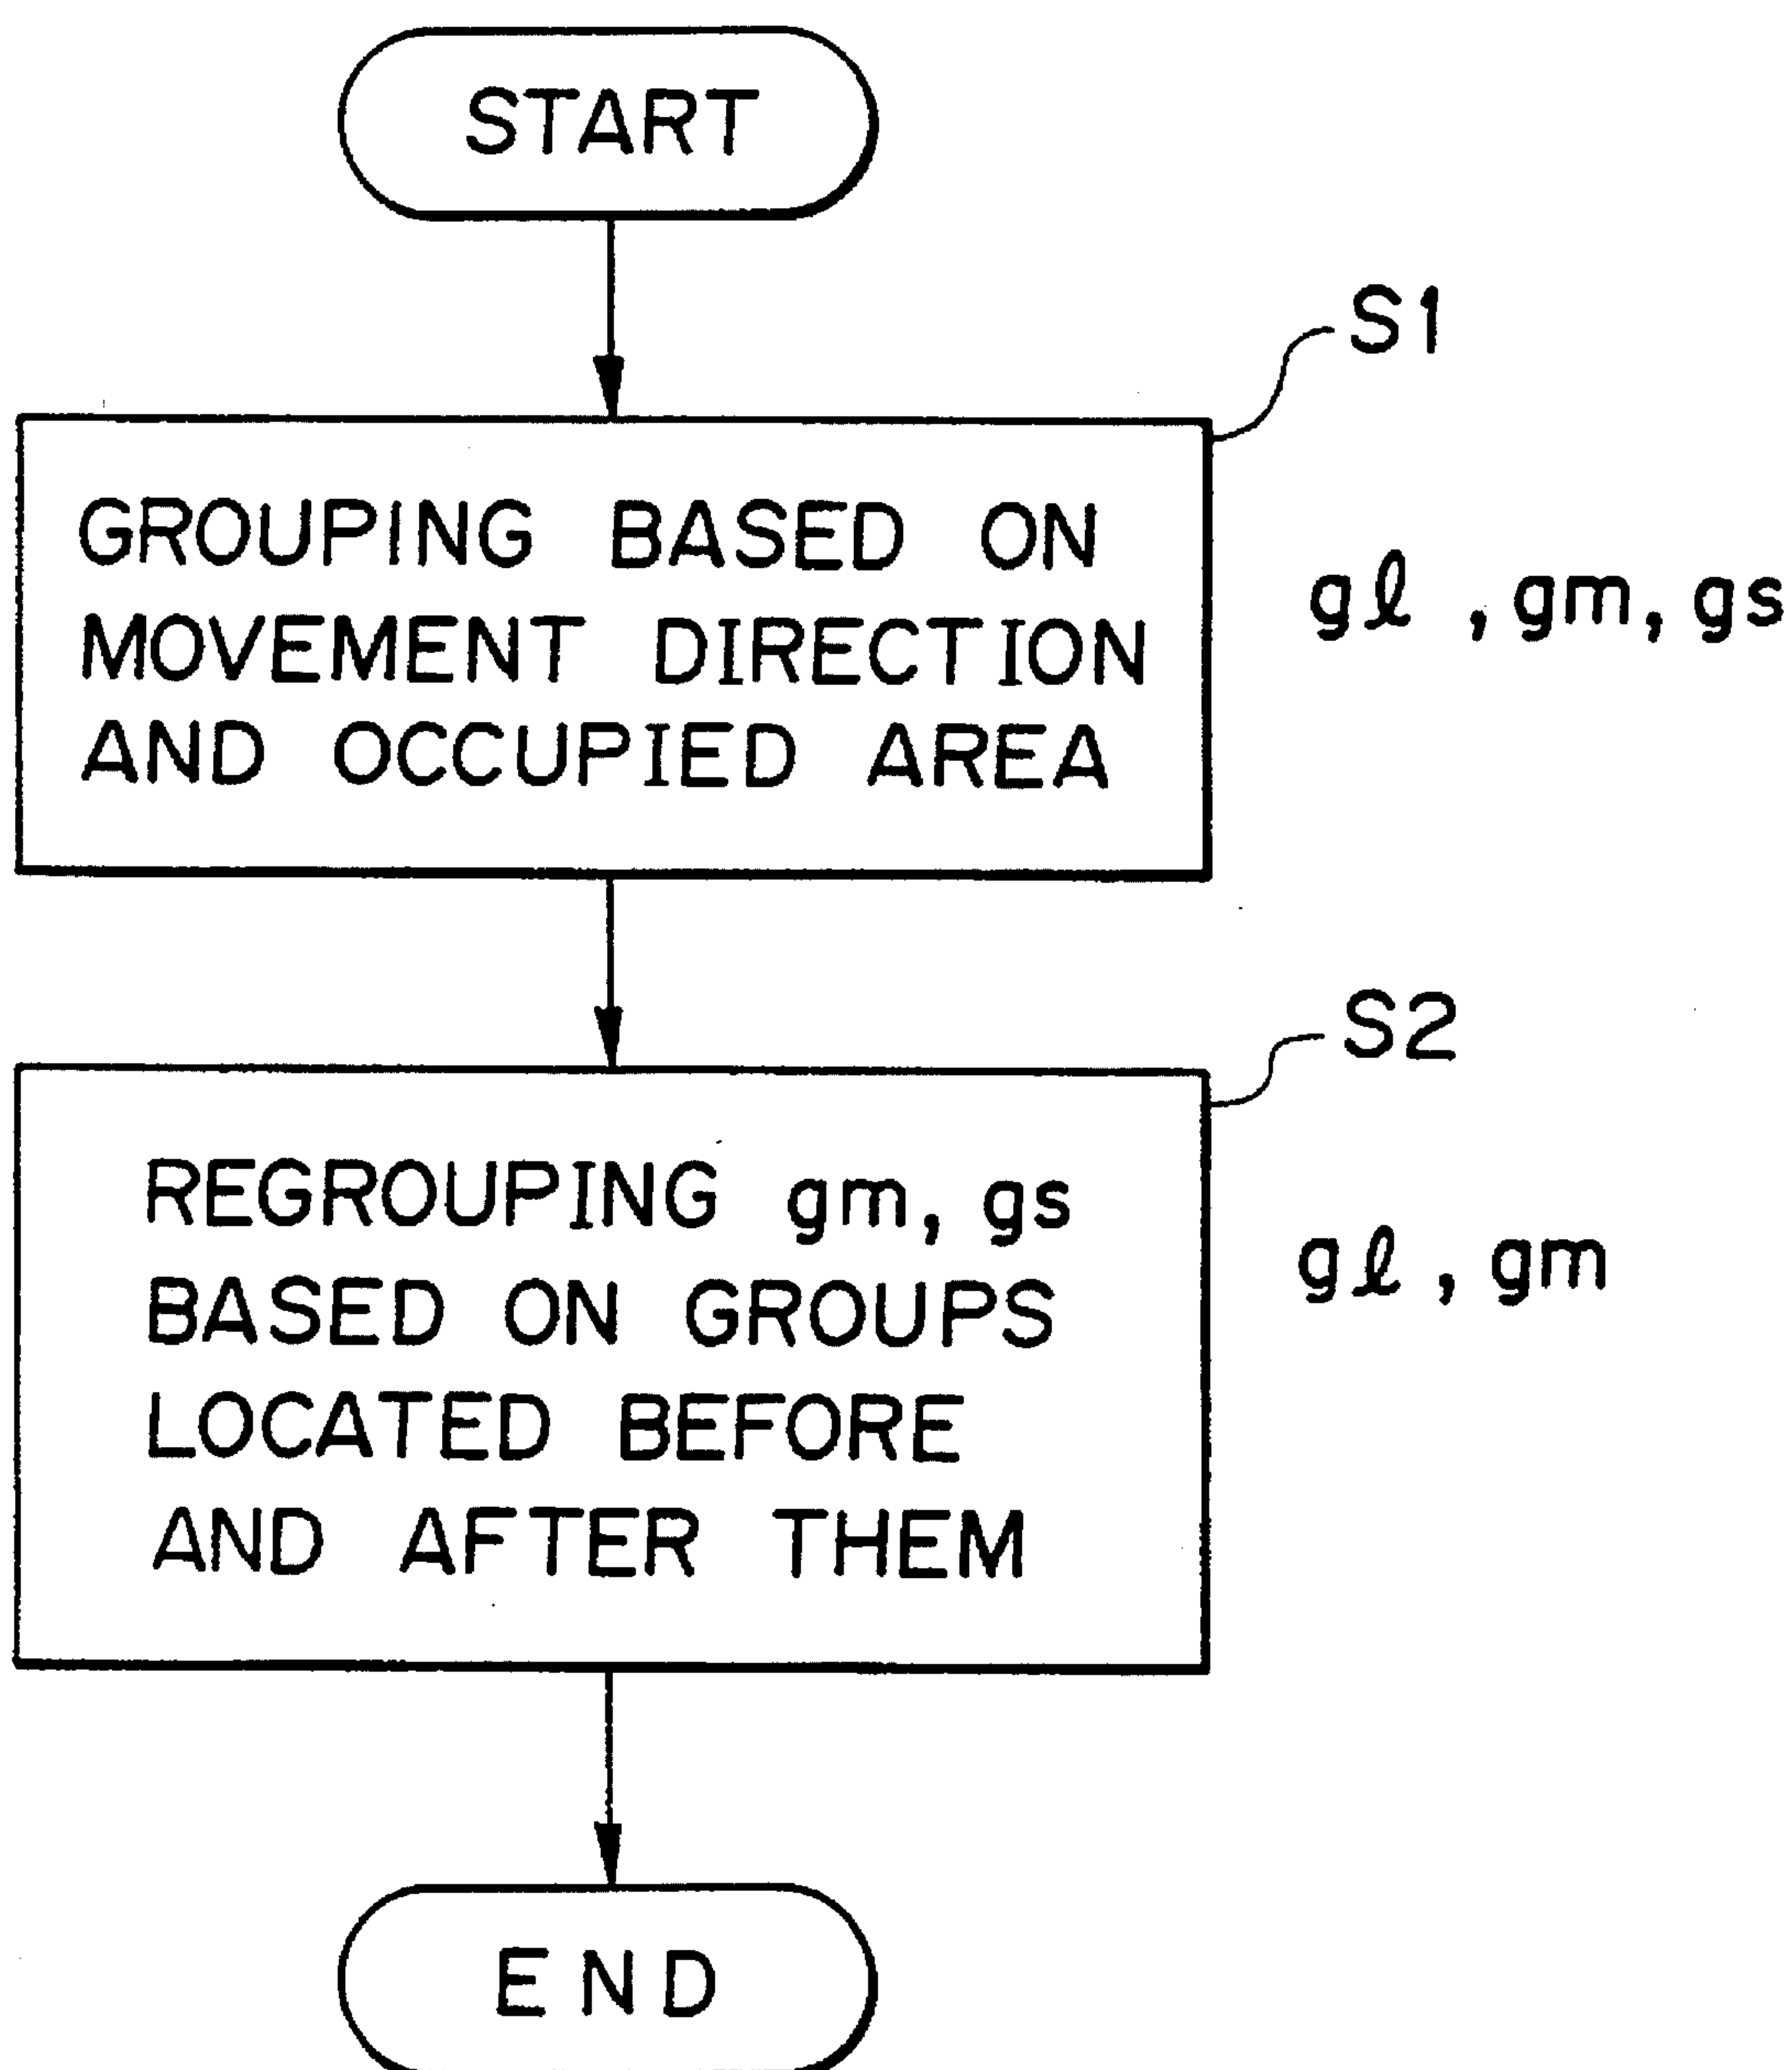 START
S1
GROUPING BASED ON
MOVEMENT DIRECTION
AND OCCUPIED AREA
gℓ , gm, gs
S2
REGROUPING gm, gs
BASED ON GROUPS
LOCATED BEFORE
AND AFTER THEM
gℓ , gm
END